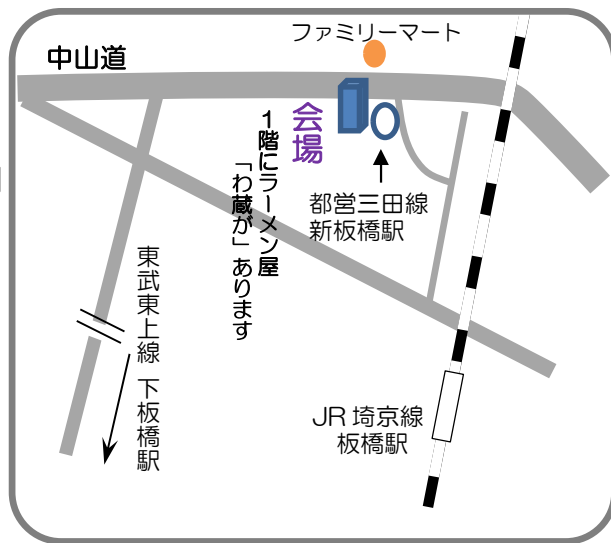 ファミリーマート
中山道
会場
1階にラーメン屋
「わ蔵が」あります
都営三田線
新板橋駅
東武東上線 下板橋駅
JR 埼京線
板橋駅